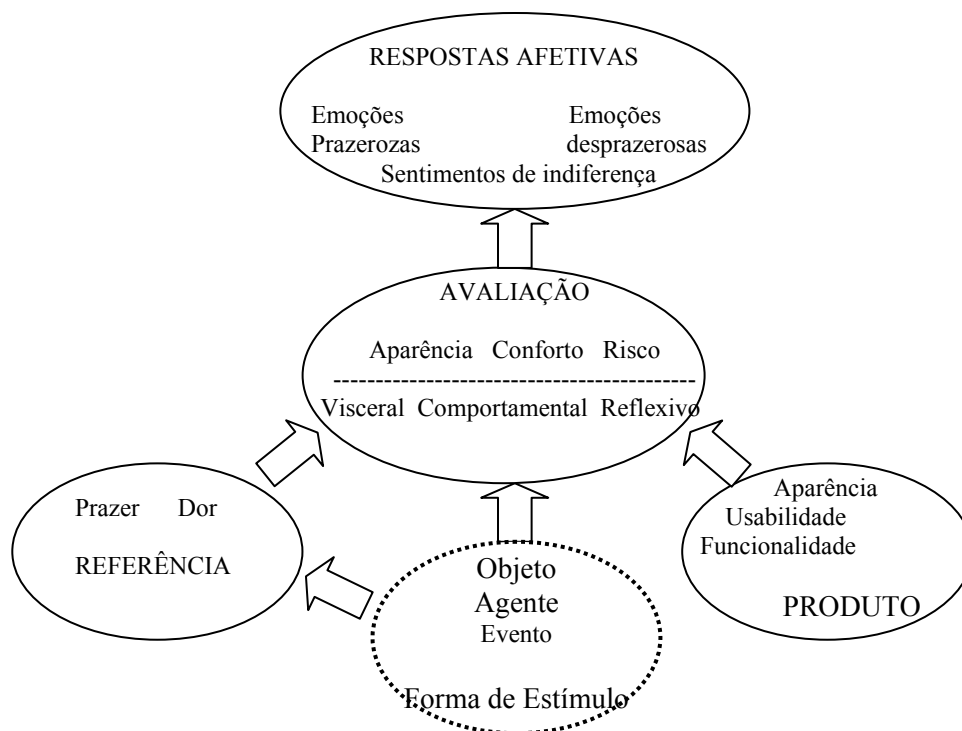 RESPOSTAS AFETIVAS
Emoções Emoções
Prazerozas desprazerosas
Sentimentos de indiferença
AVALIAÇÃO
Aparência Conforto Risco
Visceral Comportamental Reflexivo
Prazer Dor
REFERÊNCIA
Objeto
Agente
Evento
Forma de Estímulo
Aparência
Usabilidade
Funcionalidade
PRODUTO